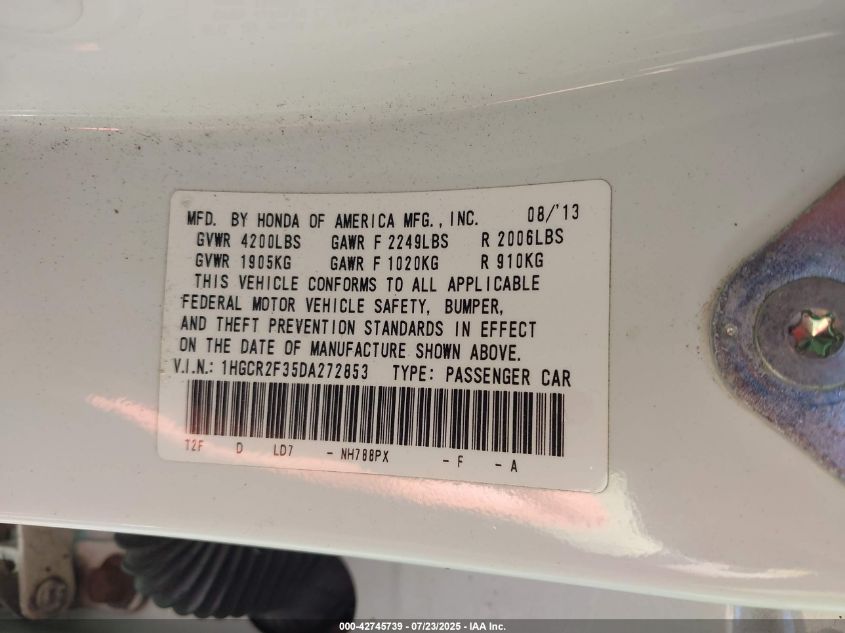 MFD. BY HONDA OF AMERICA MFG., INC. 08/'13
GVWR 4200LBS GAWR F 2249LBS R 2006LBS
GVWR 1905KG GAWR F 1020KG R 910KG
THIS VEHICLE CONFORMS TO ALL APPLICABLE
FEDERAL MOTOR VEHICLE SAFETY, BUMPER,
AND THEFT PREVENTION STANDARDS IN EFFECT
ON THE DATE OF MANUFACTURE SHOWN ABOVE.
V.I.N.: 1HGCR2F35DA272853 TYPE: PASSENGER CAR
T2F D LD7 - NH788PX - F - A
000-42745739 - 07/23/2025 - IAA Inc.